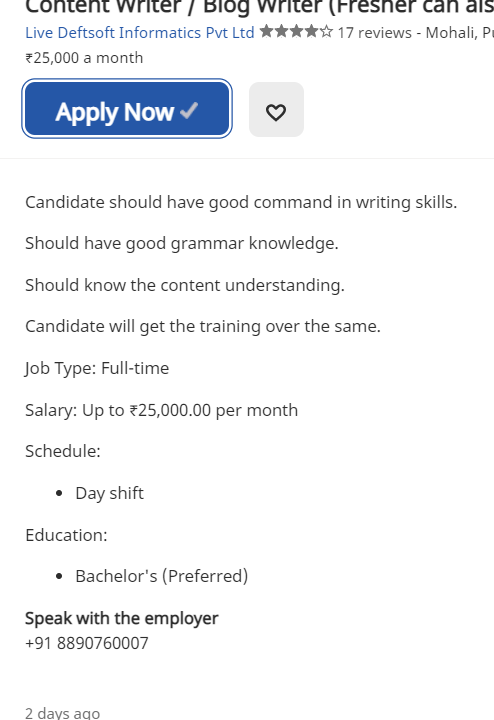 Content Writer / Blog Writer (Fresher can als
Live Deftsoft Informatics Pvt Ltd ★★★★☆ 17 reviews - Mohali, Pu
₹25,000 a month
Apply Now ✔
Candidate should have good command in writing skills.
Should have good grammar knowledge.
Should know the content understanding.
Candidate will get the training over the same.
Job Type: Full-time
Salary: Up to ₹25,000.00 per month
Schedule:
• Day shift
Education:
• Bachelor's (Preferred)
Speak with the employer
+91 8890760007
2 days ago